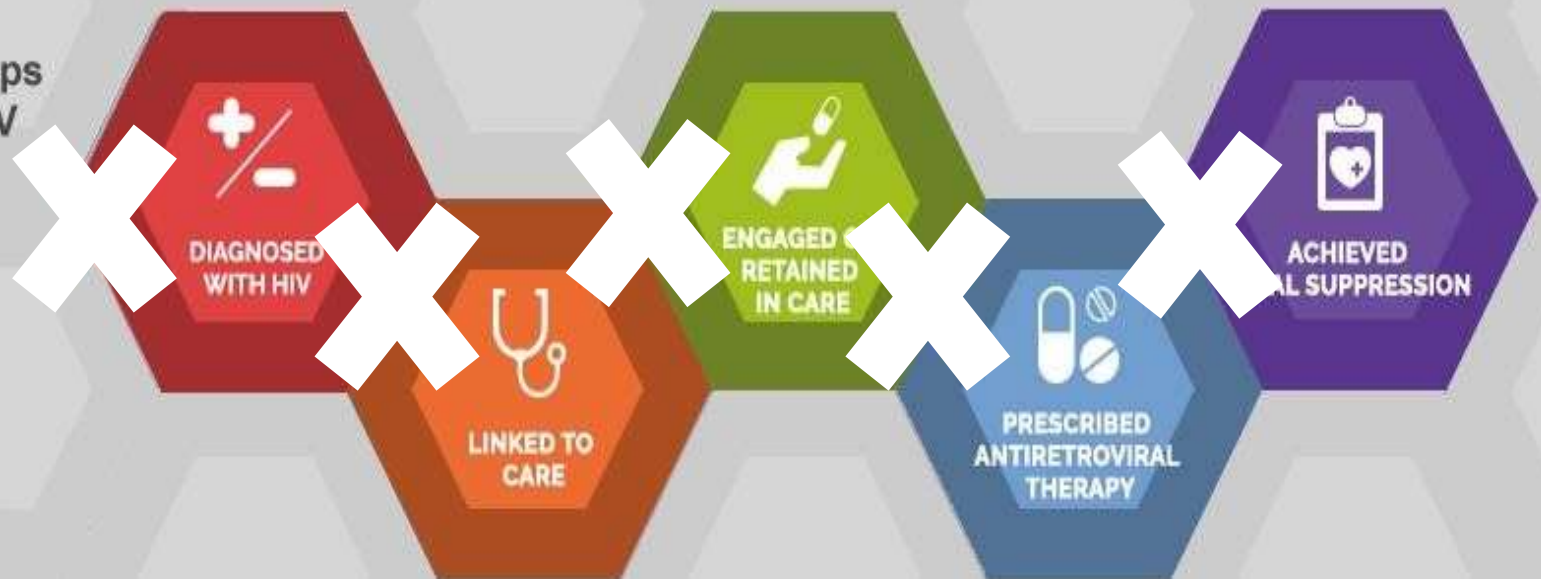 ps
V
DIAGNOSED
WITH HIV
LINKED TO
CARE
ENGAGED
RETAINED
IN CARE
PRESCRIBED
ANTIRETROVIRAL
THERAPY
ACHIEVED
AL SUPPRESSION